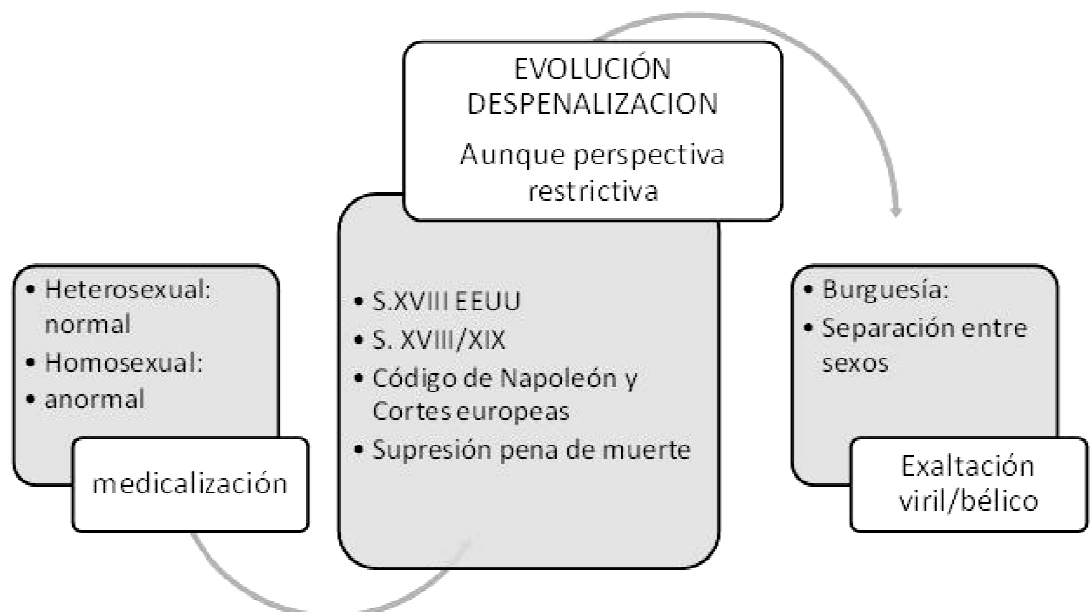 • Heterosexual:
normal
• Homosexual:
• anormal
medicalización
EVOLUCIÓN
DESPENALIZACION
Aunque perspectiva
restrictiva
• S.XVIII EEUU
• S. XVIII/XIX
• Código de Napoleón y
Cortes europeas
• Supresión pena de muerte
• Burguesía:
• Separación entre
sexos
Exaltación
viril/bélico